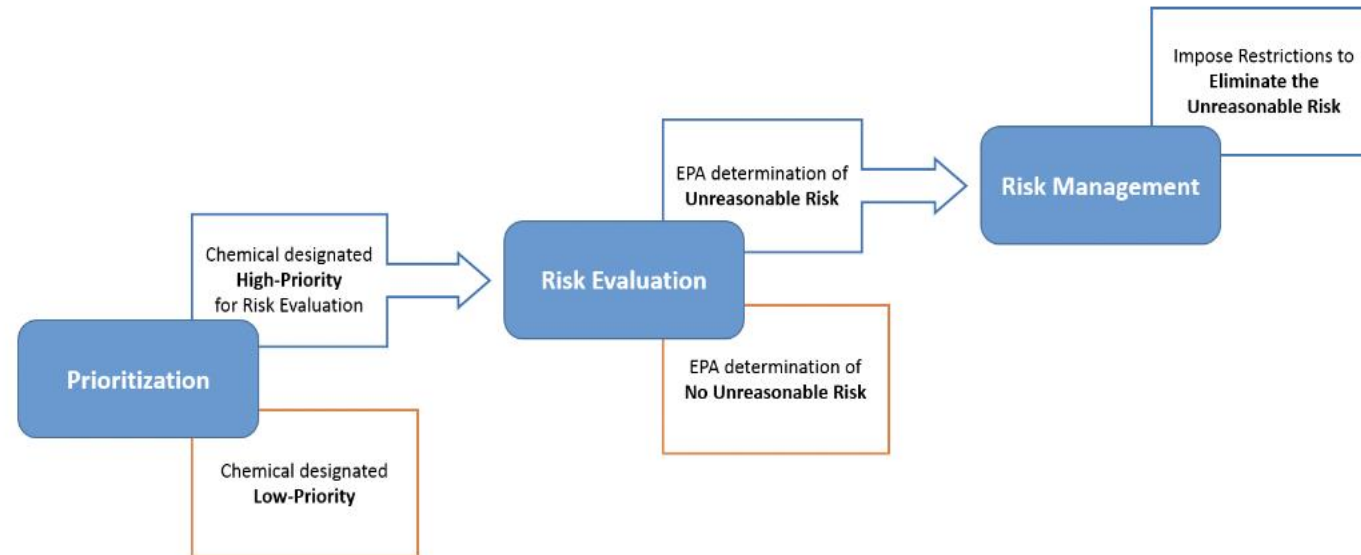 Prioritization
Chemical designated
High-Priority
for Risk Evaluation
Chemical designated
Low-Priority
Risk Evaluation
EPA determination of
Unreasonable Risk
EPA determination of
No Unreasonable Risk
Risk Management
Impose Restrictions to
Eliminate the
Unreasonable Risk